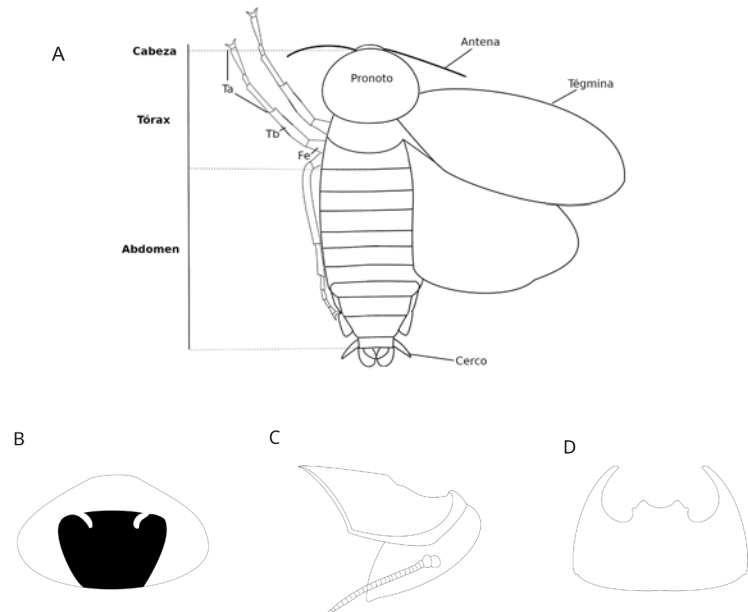 A
Cabeza
Antena
Pronoto
Tégmina
Ta
Tórax
Tb
Fe
Abdomen
Cerco
B
C
D